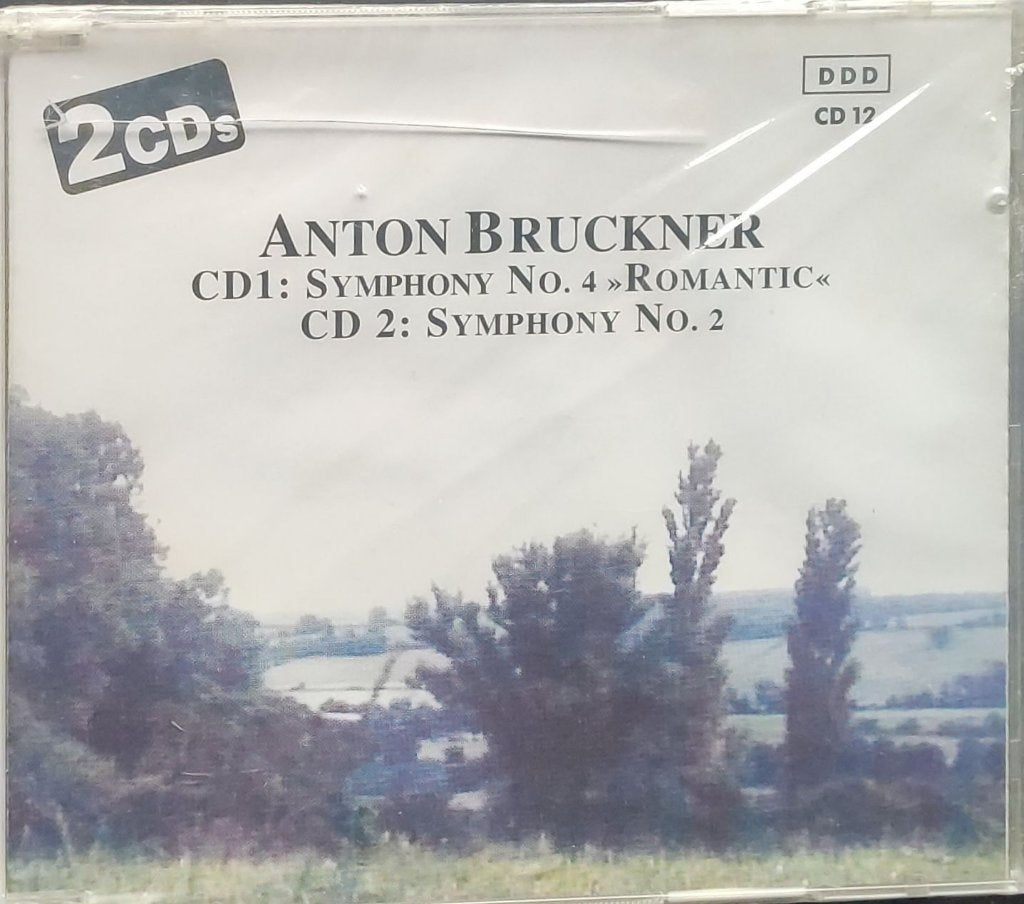 2CDs
DDD
CD 12
ANTON BRUCKNER
CD1: SYMPHONY NO. 4 »ROMANTIC«
CD 2: SYMPHONY NO. 2